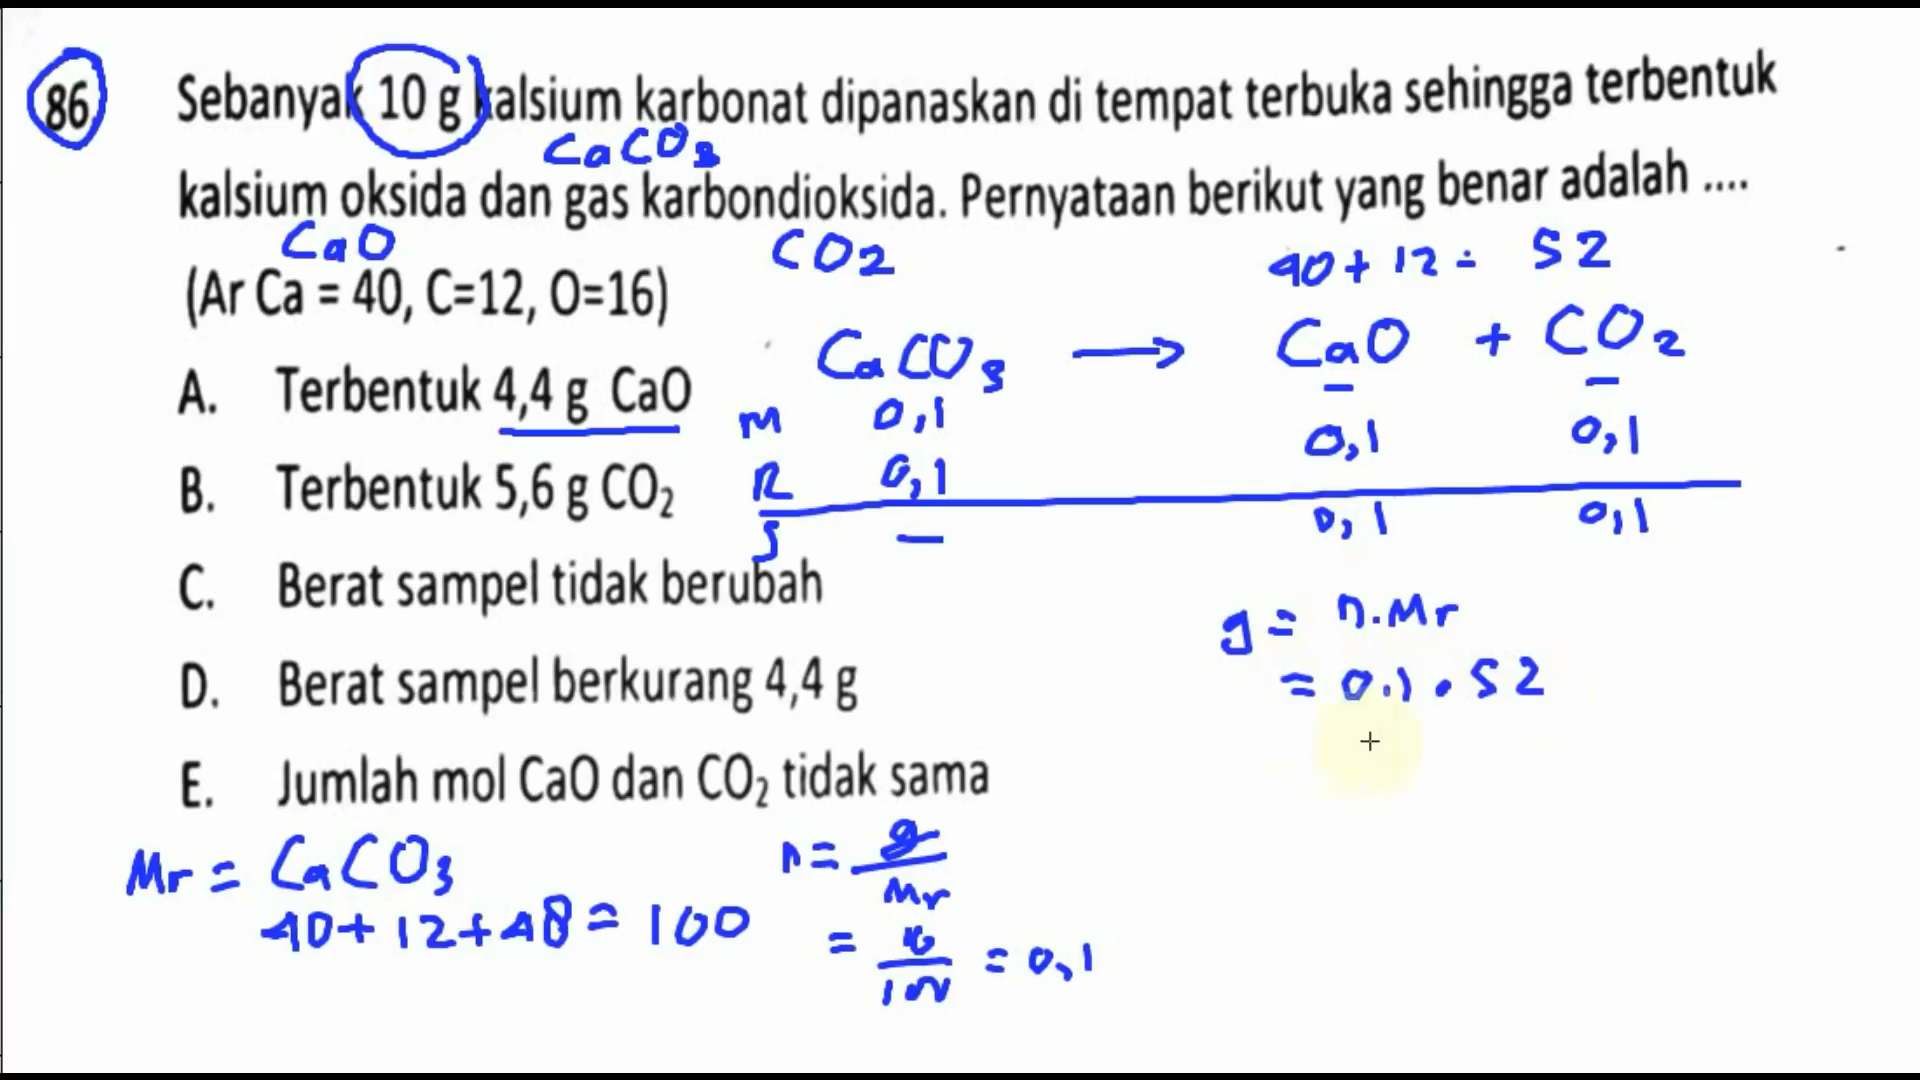 86 Sebanyak 10 g kalsium karbonat dipanaskan di tempat terbuka sehingga terbentuk
CaCO3
kalsium oksida dan gas karbondioksida. Pernyataan berikut yang benar adalah ....
CaO CO2
40+12= 52
(Ar Ca = 40, C=12, O=16)
CaCO3 → CaO + CO2
A. Terbentuk 4,4 g CaO
M 0,1
R 0,1 0,1 0,1
S – 0,1 0,1
B. Terbentuk 5,6 g CO₂
C. Berat sampel tidak berubah
D. Berat sampel berkurang 4,4 g
E. Jumlah mol CaO dan CO₂ tidak sama
g = n.Mr
= 0.1 . 52
Mr = CaCO3
40+12+48=100
n = g/Mr
= 10/100 = 0,1